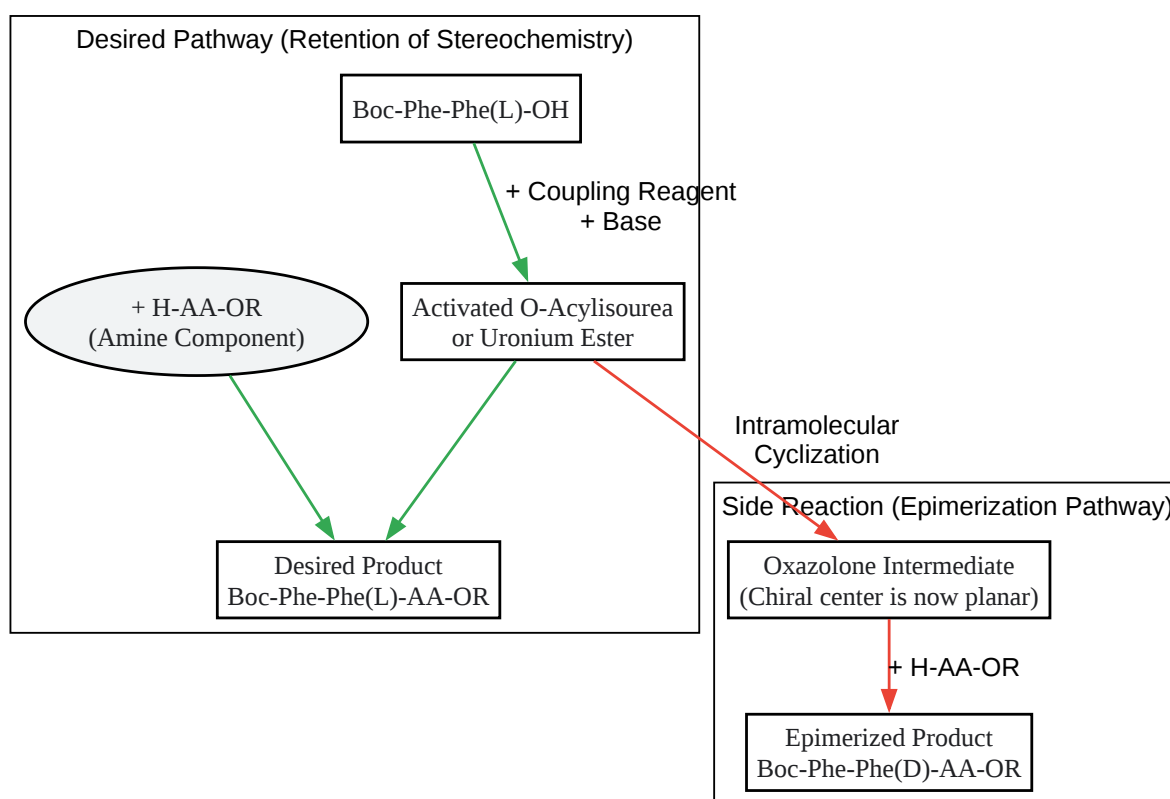 Desired Pathway (Retention of Stereochemistry)
Boc-Phe-Phe(L)-OH
+ Coupling Reagent
+ Base
+ H-AA-OR
(Amine Component)
Activated O-Acylisourea
or Uronium Ester
Intramolecular
Cyclization
Side Reaction (Epimerization Pathway)
Desired Product
Boc-Phe-Phe(L)-AA-OR
Oxazolone Intermediate
(Chiral center is now planar)
+ H-AA-OR
Epimerized Product
Boc-Phe-Phe(D)-AA-OR